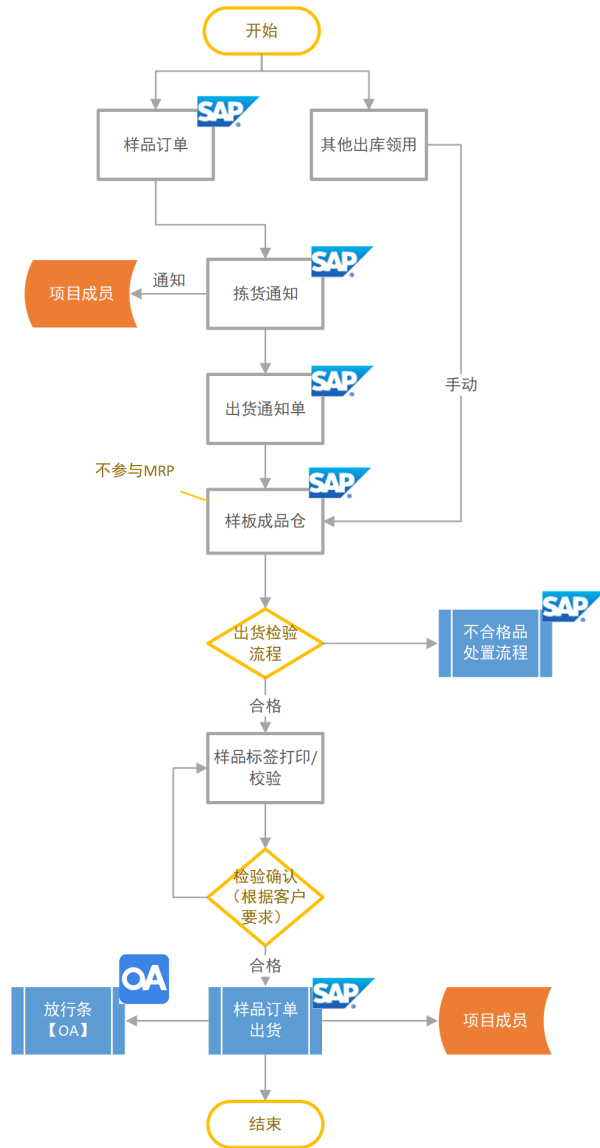 开始
SAP
样品订单
其他出库领用
SAP
项目成员
通知
拣货通知
SAP
出货通知单
手动
不参与MRP
SAP
样板成品仓
SAP
出货检验
流程
不合格品
处置流程
合格
样品标签打印/
校验
检验确认
（根据客户
要求）
合格
OA
SAP
放行条
【OA】
样品订单
出货
项目成员
结束